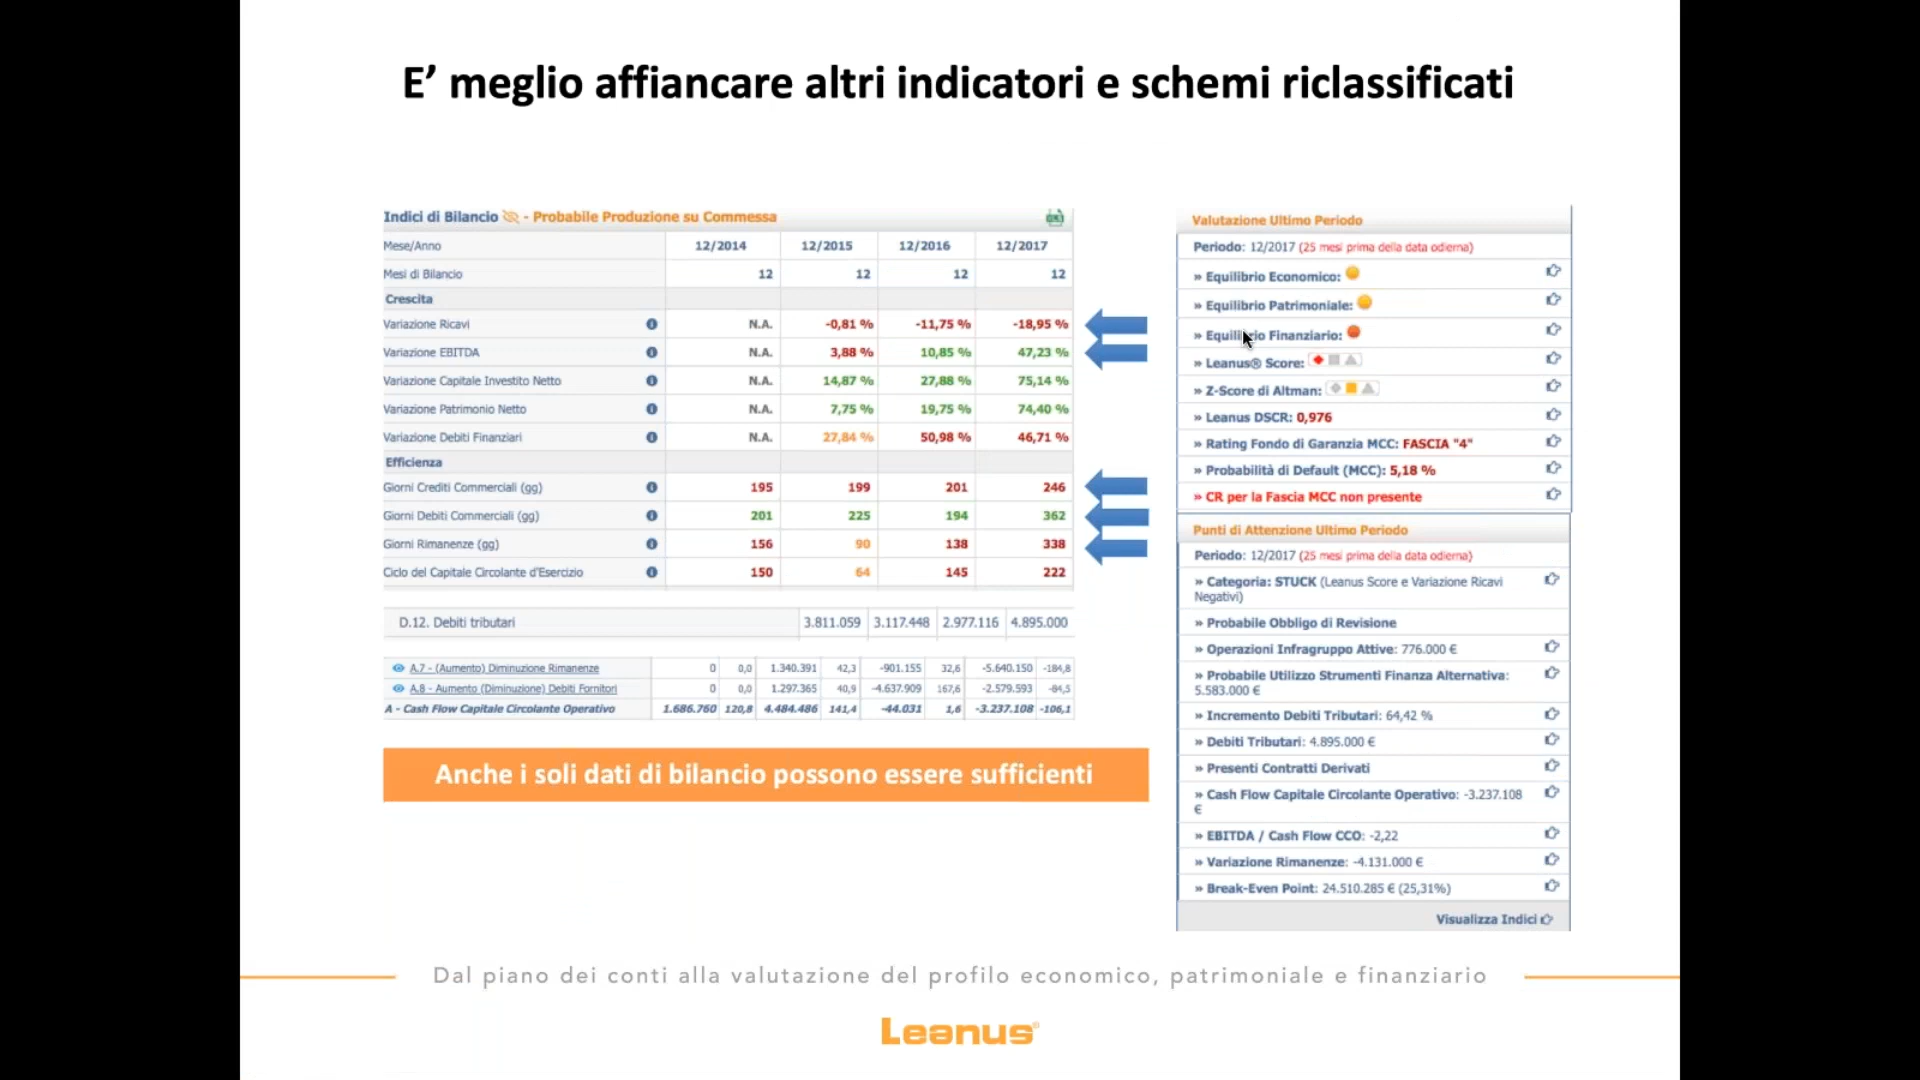 E’ meglio affiancare altri indicatori e schemi riclassificati
Indici di Bilancio - Probabile Produzione su Commessa
Mese/Anno 12/2014 12/2015 12/2016 12/2017
Mesi di Bilancio 12 12 12 12
Crescita
Variazione Ricavi N.A. -0,81 % -11,75 % -18,95 %
Variazione EBITDA N.A. 3,88 % 10,85 % 47,23 %
Variazione Capitale Investito Netto N.A. 14,87 % 27,88 % 75,14 %
Variazione Patrimonio Netto N.A. 7,75 % 19,75 % 74,40 %
Variazione Debiti Finanziari N.A. 27,84 % 50,98 % 46,71 %
Efficienza
Giorni Crediti Commerciali (gg) 195 199 201 246
Giorni Debiti Commerciali (gg) 201 225 194 362
Giorni Rimanenze (gg) 156 90 138 338
Ciclo del Capitale Circolante d'Esercizio 150 64 145 222
D.12. Debiti tributari 3.811.059 3.117.448 2.977.116 4.895.000
A.7 - (Aumento) Diminuzione Rimanenze 0 0,0 1.340.391 42,3 -901.155 32,6 -5.640.150 -184,8
A.8 - Aumento (Diminuzione) Debiti Fornitori 0 0,0 1.297.365 40,9 -4.637.909 167,6 -2.579.593 -84,5
A - Cash Flow Capitale Circolante Operativo 1.686.760 120,8 4.484.486 141,4 -44.031 1,6 -3.237.108 -106,1
Anche i soli dati di bilancio possono essere sufficienti
Valutazione Ultimo Periodo
Periodo: 12/2017 (25 mesi prima della data odierna)
» Equilibrio Economico:
» Equilibrio Patrimoniale:
» Equilibrio Finanziario:
» Leanus® Score:
» Z-Score di Altman:
» Leanus DSCR: 0,976
» Rating Fondo di Garanzia MCC: FASCIA "4"
» Probabilità di Default (MCC): 5,18 %
» CR per la Fascia MCC non presente
Punti di Attenzione Ultimo Periodo
Periodo: 12/2017 (25 mesi prima della data odierna)
» Categoria: STUCK (Leanus Score e Variazione Ricavi
Negativi)
» Probabile Obbligo di Revisione
» Operazioni Infragruppo Attive: 776.000 €
» Probabile Utilizzo Strumenti Finanza Alternativa:
5.583.000 €
» Incremento Debiti Tributari: 64,42 %
» Debiti Tributari: 4.895.000 €
» Presenti Contratti Derivati
» Cash Flow Capitale Circolante Operativo: -3.237.108
€
» EBITDA / Cash Flow CCO: -2,22
» Variazione Rimanenze: -4.131.000 €
» Break-Even Point: 24.510.285 € (25,31%)
Visualizza Indici
Dal piano dei conti alla valutazione del profilo economico, patrimoniale e finanziario
Leanus®